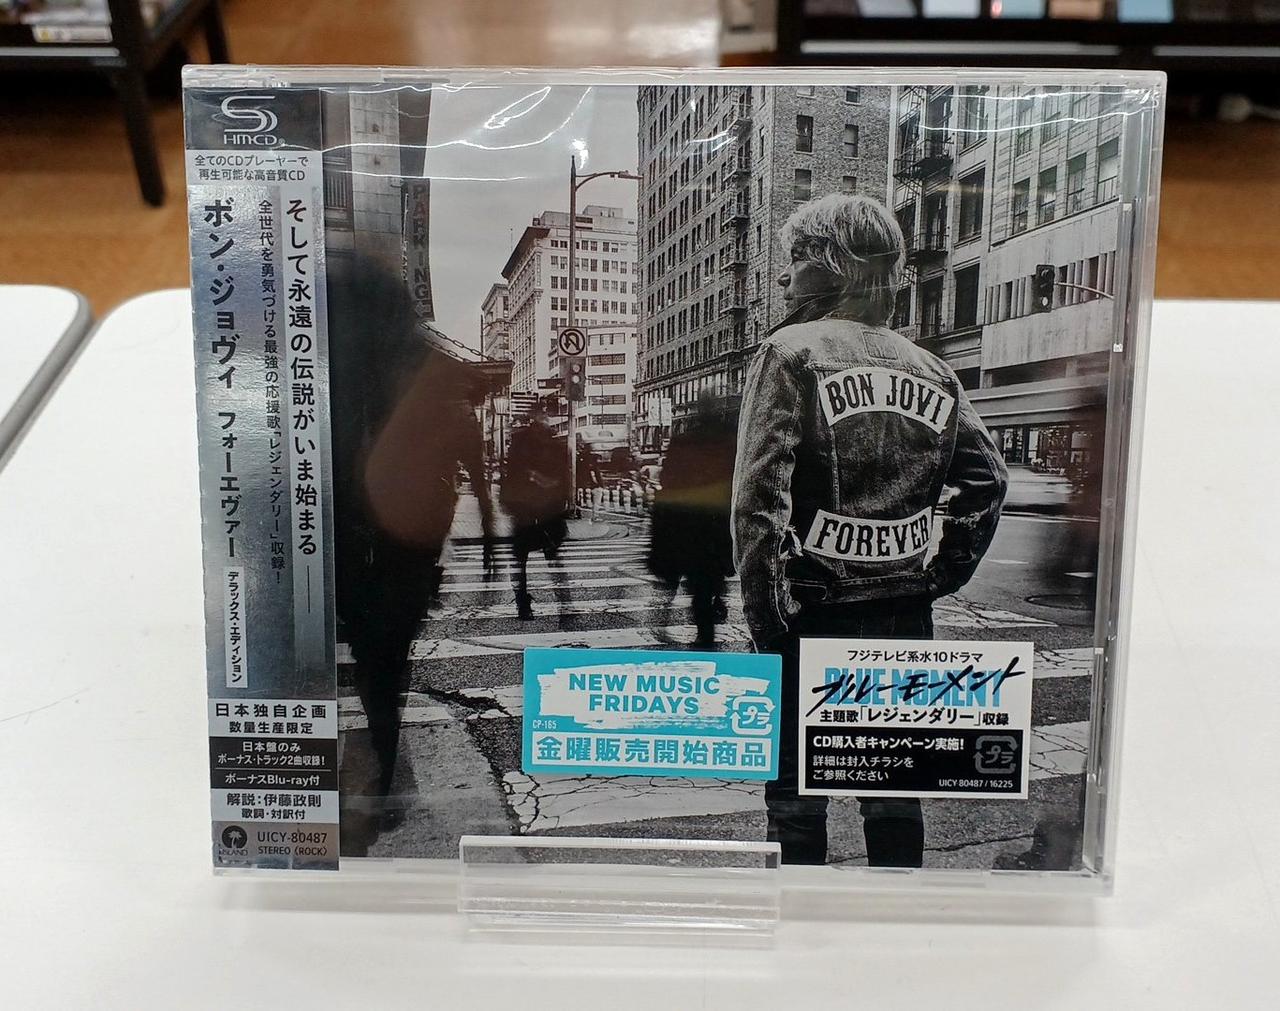 SHM-CD
全てのCDプレーヤーで
再生可能な高音質CD
そして永遠の伝説がいま始まる――
全世代を勇気づける最強の応援歌「レジェンダリー」収録!
ボン・ジョヴィ フォーエヴァー
デラックス・エディション
日本独自企画
数量生産限定
日本盤のみ
ボーナス・トラック2曲収録!
ボーナスBlu-ray付
解説:伊藤政則
歌詞・対訳付
ISLAND
UICY-80487
STEREO〈ROCK〉
PARKING
BON JOVI
FOREVER
NEW MUSIC
FRIDAYS
CP-165
プラ
金曜販売開始商品
フジテレビ系水10ドラマ
BLUE MOMENT
ブルーモーメント
主題歌「レジェンダリー」収録
CD購入者キャンペーン実施!
詳細は封入チラシを
ご参照ください
プラ
UICY 80487 / 16225